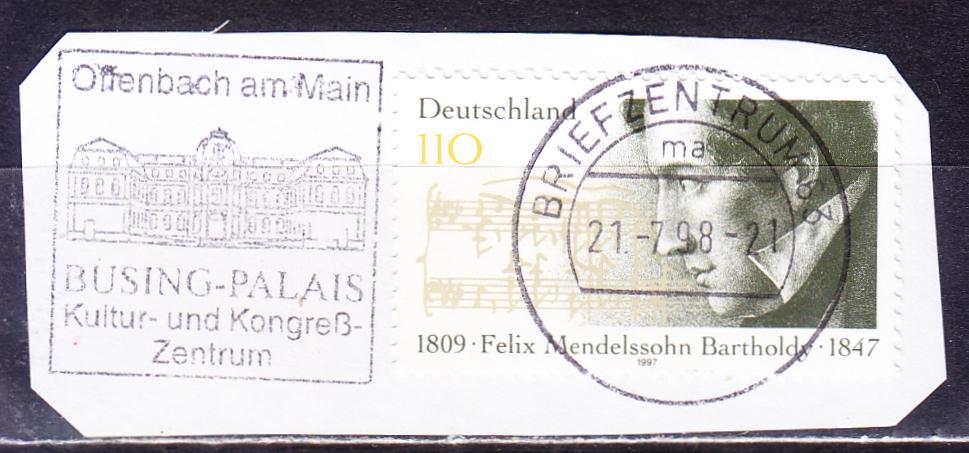 Offenbach am Main
BÜSING-PALAIS
Kultur- und Kongreß-
Zentrum
Deutschland
110
1809 · Felix Mendelssohn Bartholdy · 1847
1997
BRIEFZENTRUM 63
ma
21.-7.98-21